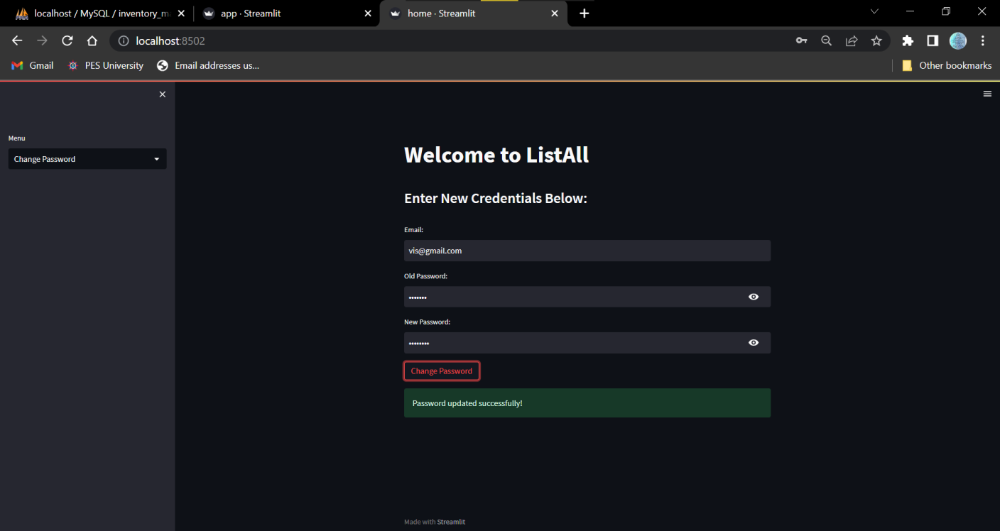 localhost / MySQL / inventory_ma
app · Streamlit
home · Streamlit
localhost:8502
Gmail
PES University
Email addresses us...
Other bookmarks
Menu
Change Password
Welcome to ListAll
Enter New Credentials Below:
Email:
vis@gmail.com
Old Password:
•••••••
New Password:
••••••••
Change Password
Password updated successfully!
Made with Streamlit